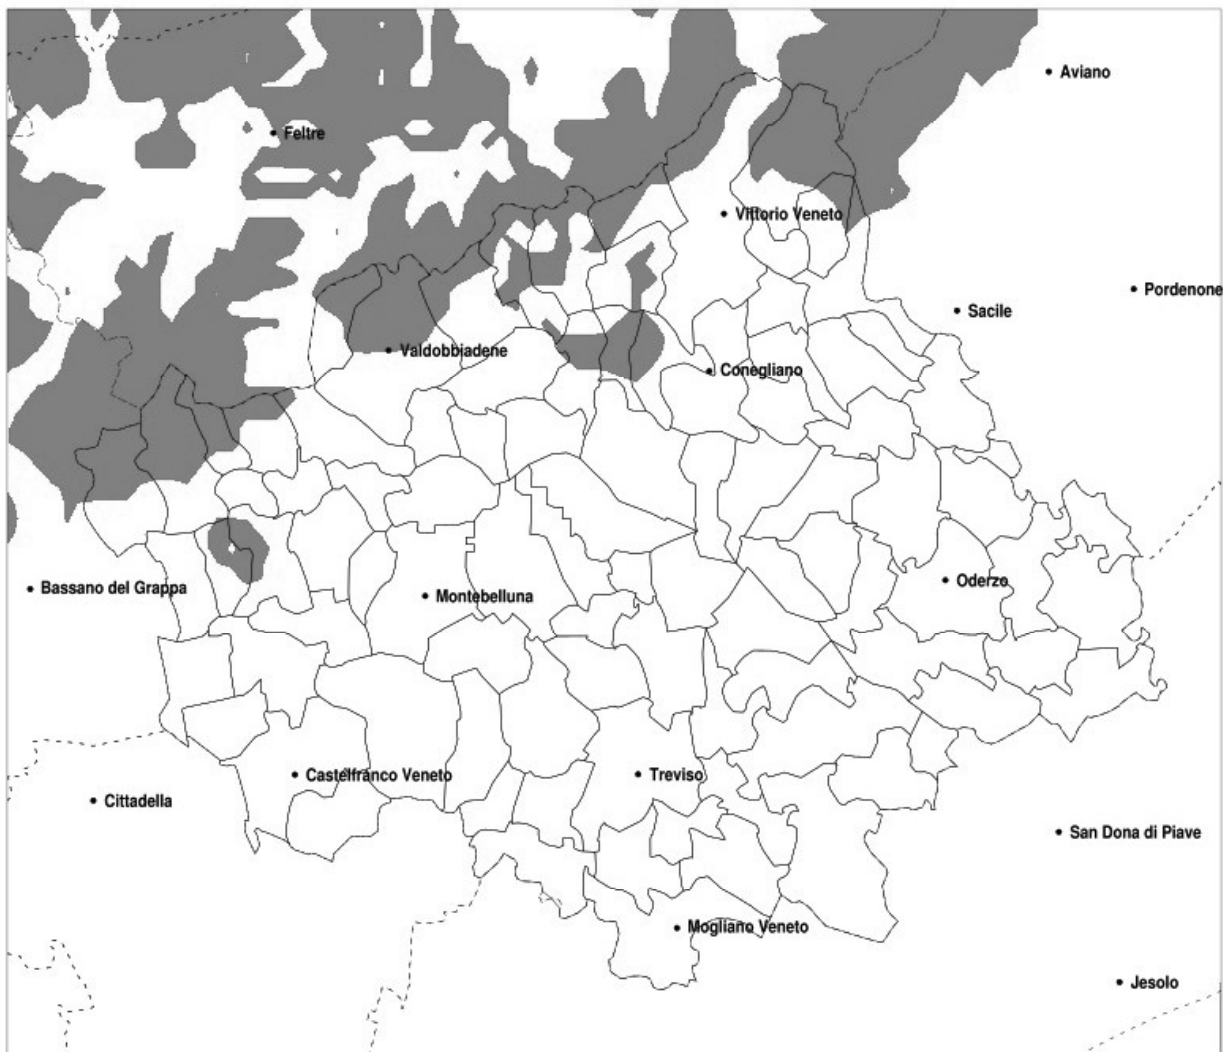 Aviano
Feltre
Vittorio Veneto
Pordenone
Sacile
Valdobbiadene
Conegliano
Oderzo
Bassano del Grappa
Montebelluna
Castelfranco Veneto
Treviso
Cittadella
San Dona di Piave
Mogliano Veneto
Jesolo